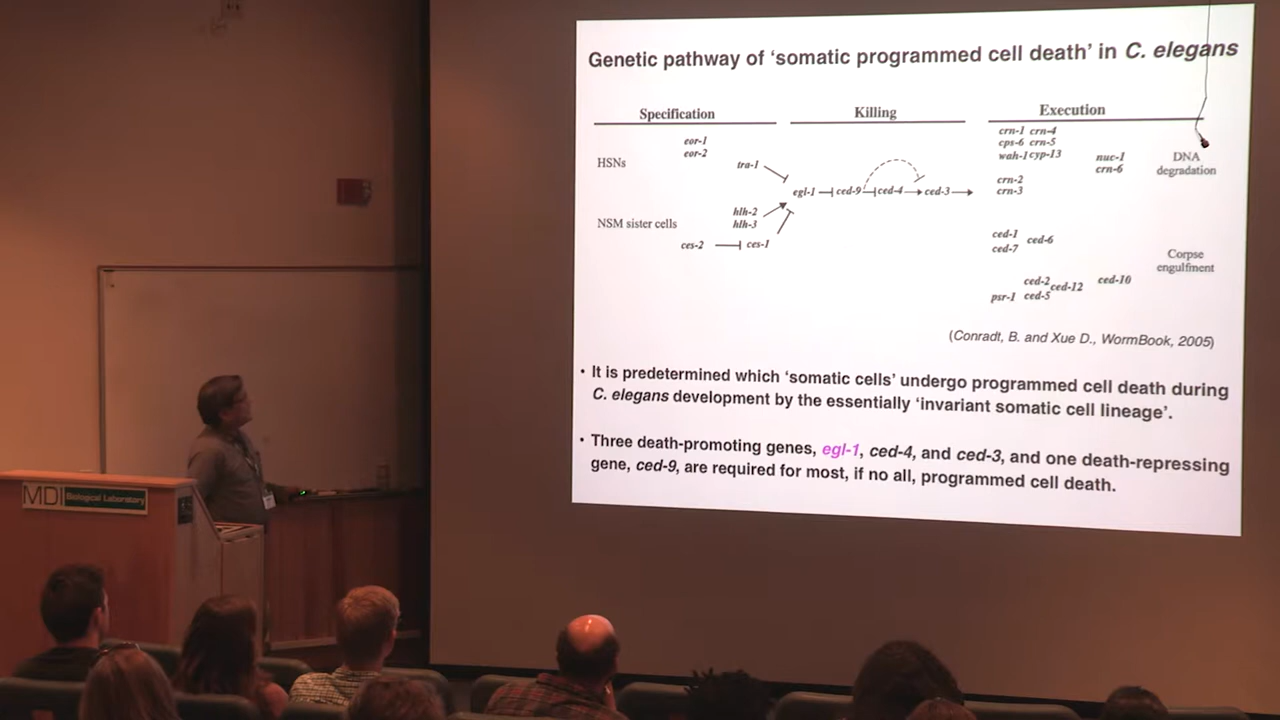 Genetic pathway of ‘somatic programmed cell death’ in C. elegans
Specification Killing Execution
HSNs
eor-1
eor-2
tra-1
egl-1 ced-9 ced-4 ced-3
crn-1 crn-4
cps-6 crn-5
wah-1 cyp-13
nuc-1
crn-6
DNA
degradation
crn-2
crn-3
NSM sister cells
hlh-2
hlh-3
ces-2 ces-1
ced-1
ced-7
ced-6
Corpse
engulfment
ced-2
ced-12
ced-10
psr-1 ced-5
(Conradt, B. and Xue D., WormBook, 2005)
• It is predetermined which ‘somatic cells’ undergo programmed cell death during
C. elegans development by the essentially ‘invariant somatic cell lineage’.
• Three death-promoting genes, egl-1, ced-4, and ced-3, and one death-repressing
gene, ced-9, are required for most, if no all, programmed cell death.
MDI Biological Laboratory